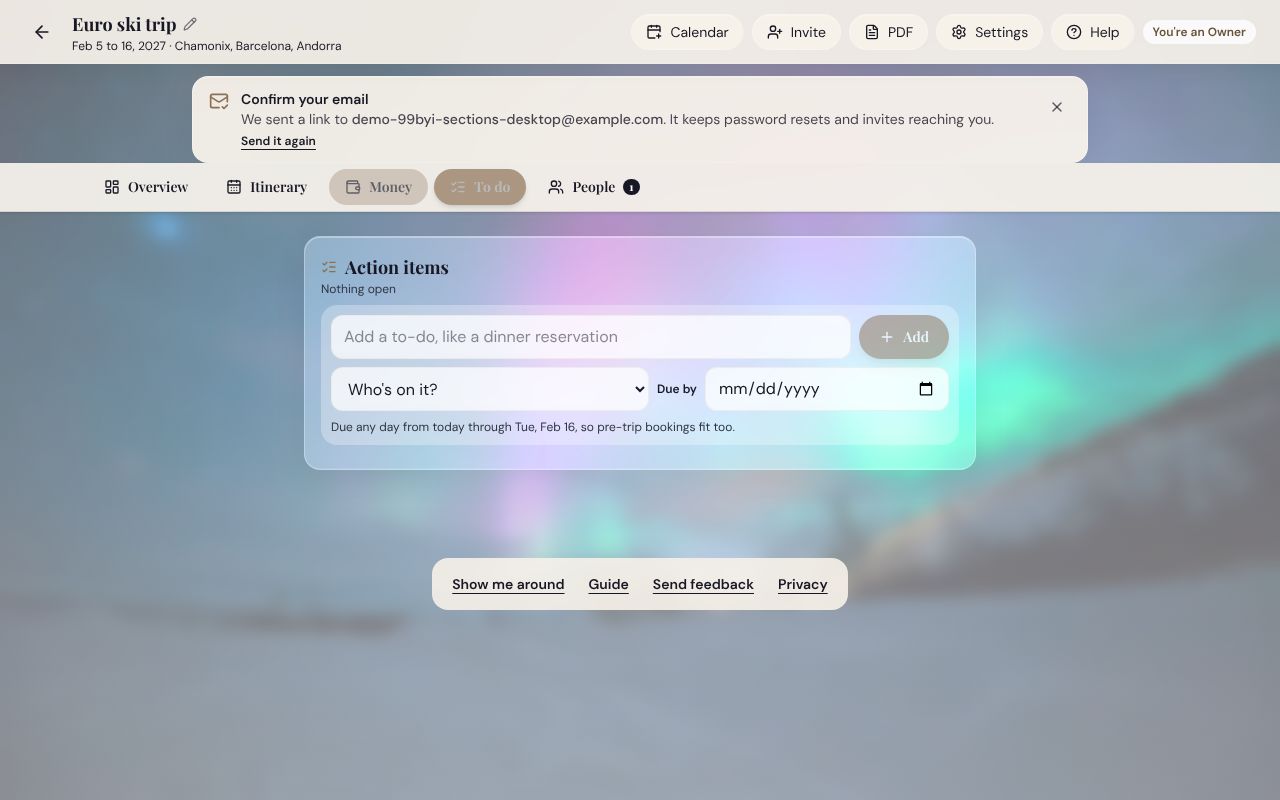 Euro ski trip
Feb 5 to 16, 2027 · Chamonix, Barcelona, Andorra
Calendar
Invite
PDF
Settings
Help
You're an Owner
Confirm your email
We sent a link to demo-99byi-sections-desktop@example.com. It keeps password resets and invites reaching you.
Send it again
Overview
Itinerary
Money
To do
People 1
Action items
Nothing open
Add a to-do, like a dinner reservation
Add
Who's on it?
Due by
mm/dd/yyyy
Due any day from today through Tue, Feb 16, so pre-trip bookings fit too.
Show me around
Guide
Send feedback
Privacy